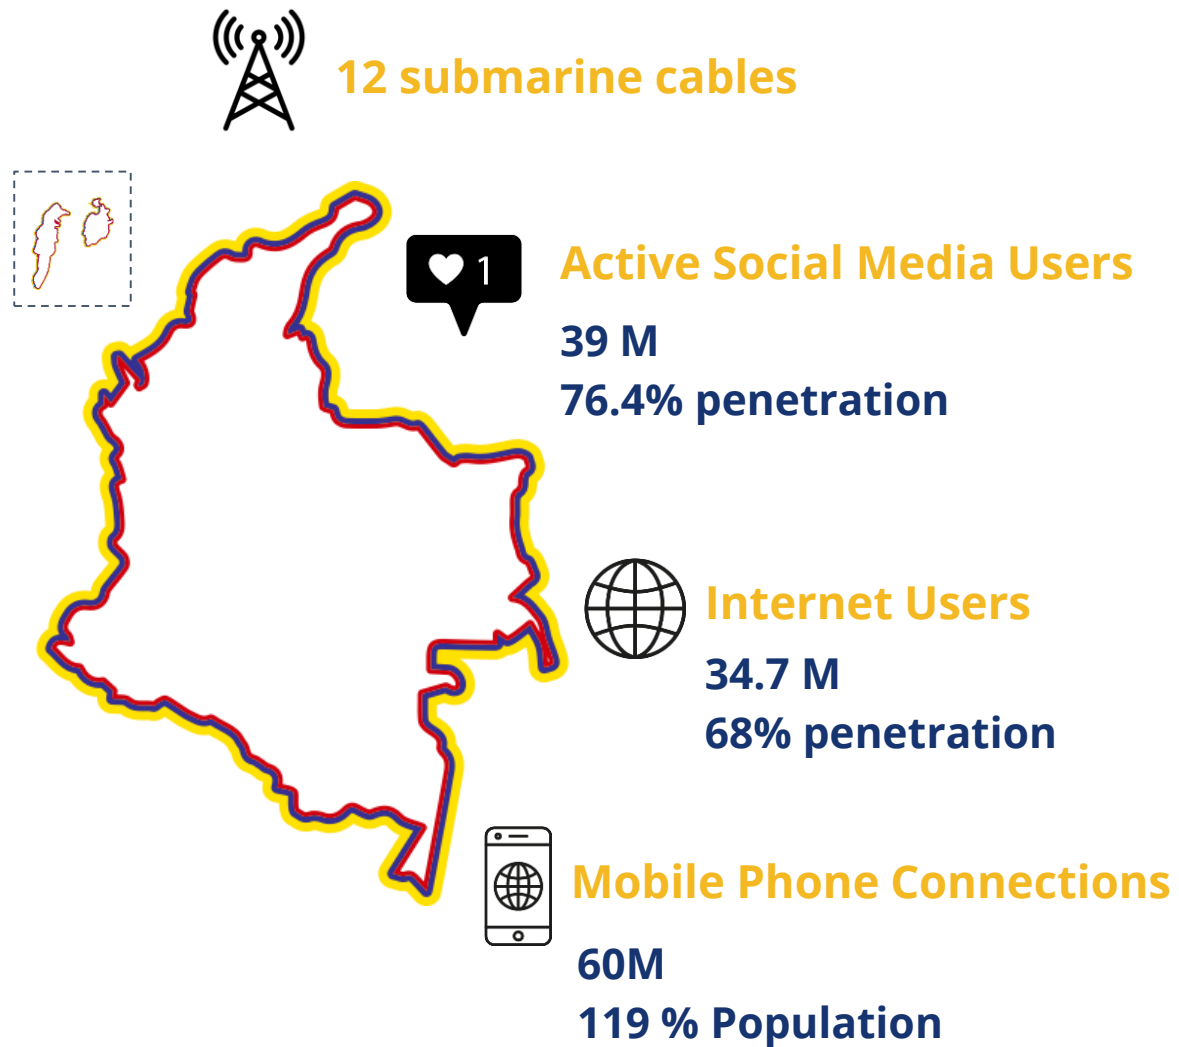 12 submarine cables
1
Active Social Media Users
39 M
76.4% penetration
Internet Users
34.7 M
68% penetration
Mobile Phone Connections
60M
119 % Population